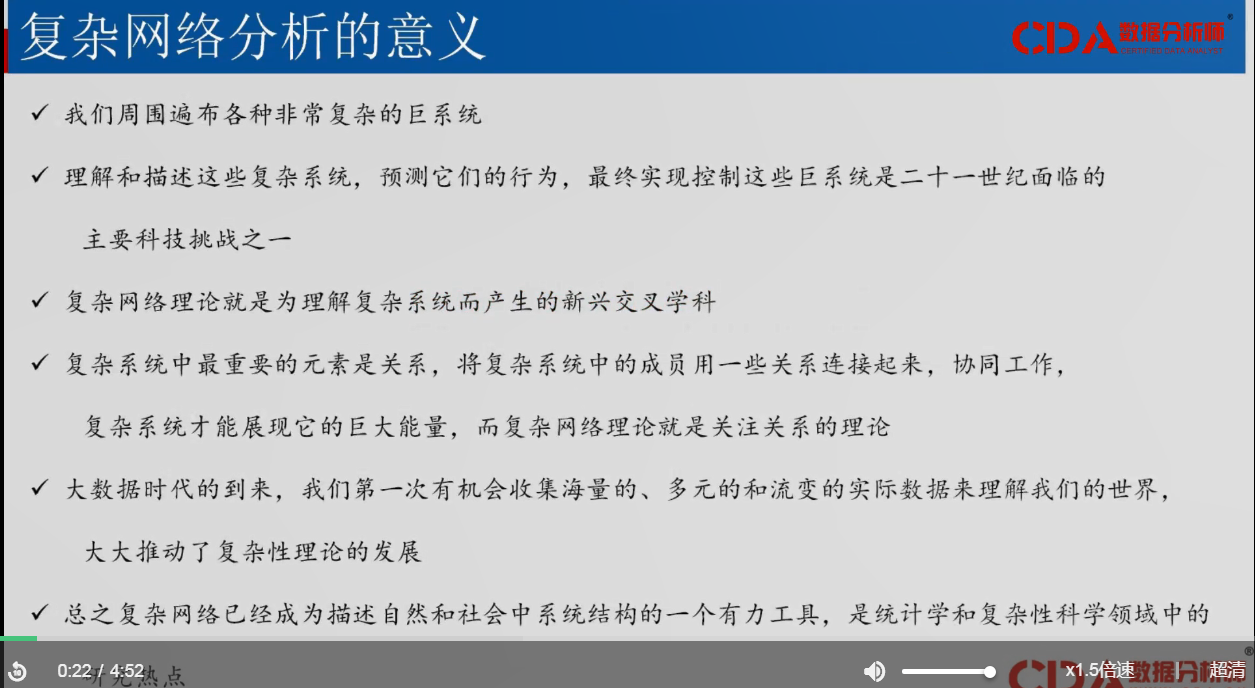 复杂网络分析的意义
CDA数据分析师
CERTIFIED DATA ANALYST
✓ 我们周围遍布各种非常复杂的巨系统
✓ 理解和描述这些复杂系统，预测它们的行为，最终实现控制这些巨系统是二十一世纪面临的
主要科技挑战之一
✓ 复杂网络理论就是为理解复杂系统而产生的新兴交叉学科
✓ 复杂系统中最重要的元素是关系，将复杂系统中的成员用一些关系连接起来，协同工作，
复杂系统才能展现它的巨大能量，而复杂网络理论就是关注关系的理论
✓ 大数据时代的到来，我们第一次有机会收集海量的、多元的和流变的实际数据来理解我们的世界，
大大推动了复杂性理论的发展
✓ 总之复杂网络已经成为描述自然和社会中系统结构的一个有力工具，是统计学和复杂性科学领域中的
研究热点
0:22 / 4:52
x1.5倍速
超清
CDA数据分析师